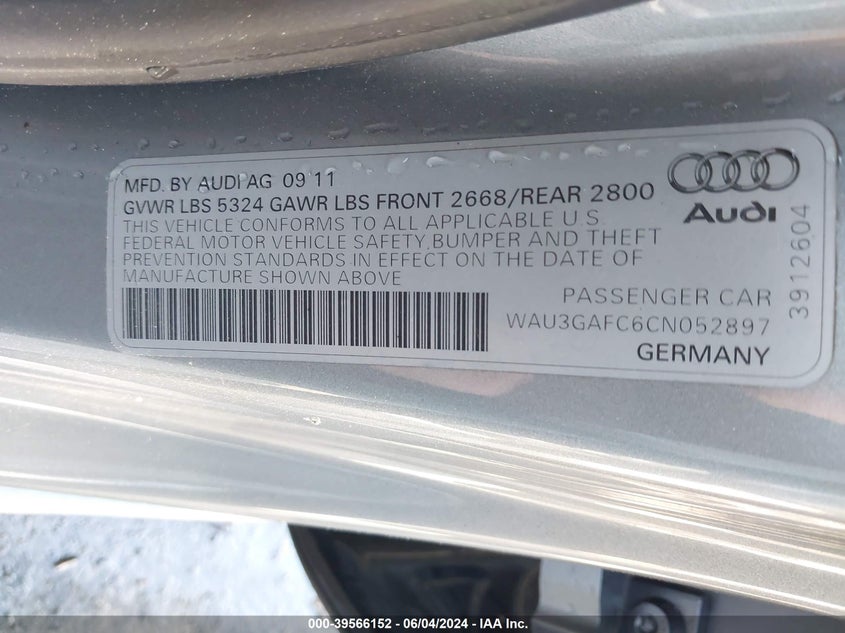 MFD. BY AUDI AG 09 11
GVWR LBS 5324 GAWR LBS FRONT 2668/REAR 2800
THIS VEHICLE CONFORMS TO ALL APPLICABLE U.S.
FEDERAL MOTOR VEHICLE SAFETY, BUMPER AND THEFT
PREVENTION STANDARDS IN EFFECT ON THE DATE OF
MANUFACTURE SHOWN ABOVE
Audi
3912604
PASSENGER CAR
WAU3GAFC6CN052897
GERMANY
000-39566152 - 06/04/2024 - IAA Inc.